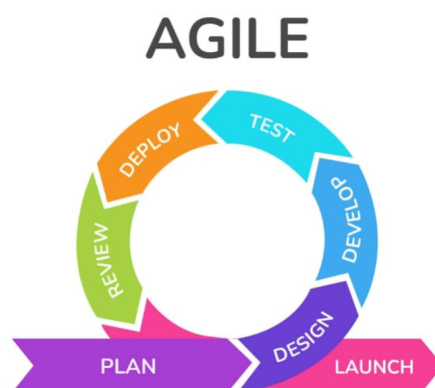 AGILE
PLAN
DESIGN
DEVELOP
TEST
DEPLOY
REVIEW
LAUNCH